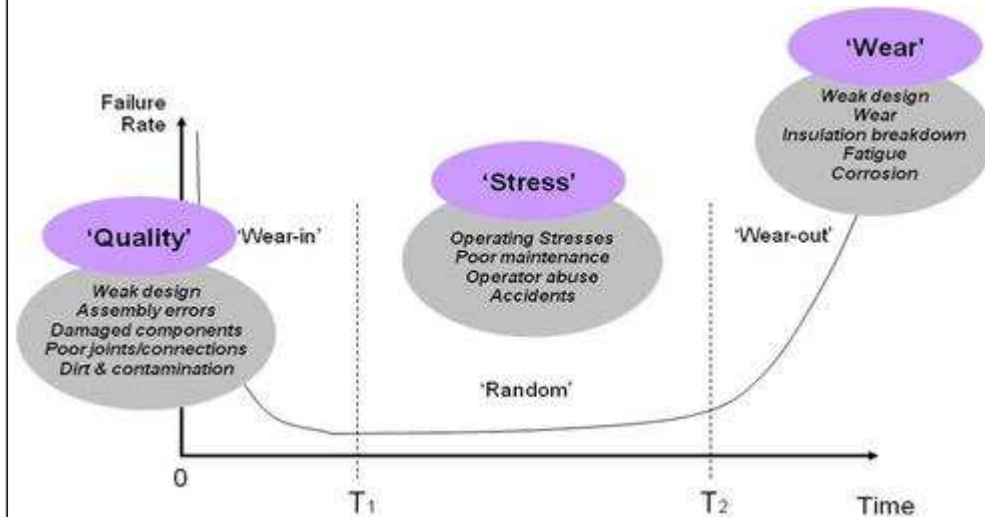 'Wear'
Weak design
Wear
Insulation breakdown
Fatigue
Corrosion
Failure
Rate
'Stress'
Operating Stresses
Poor maintenance
Operator abuse
Accidents
'Quality'
'Wear-in'
'Wear-out'
Weak design
Assembly errors
Damaged components
Poor joints/connections
Dirt & contamination
'Random'
0
T1
T2
Time